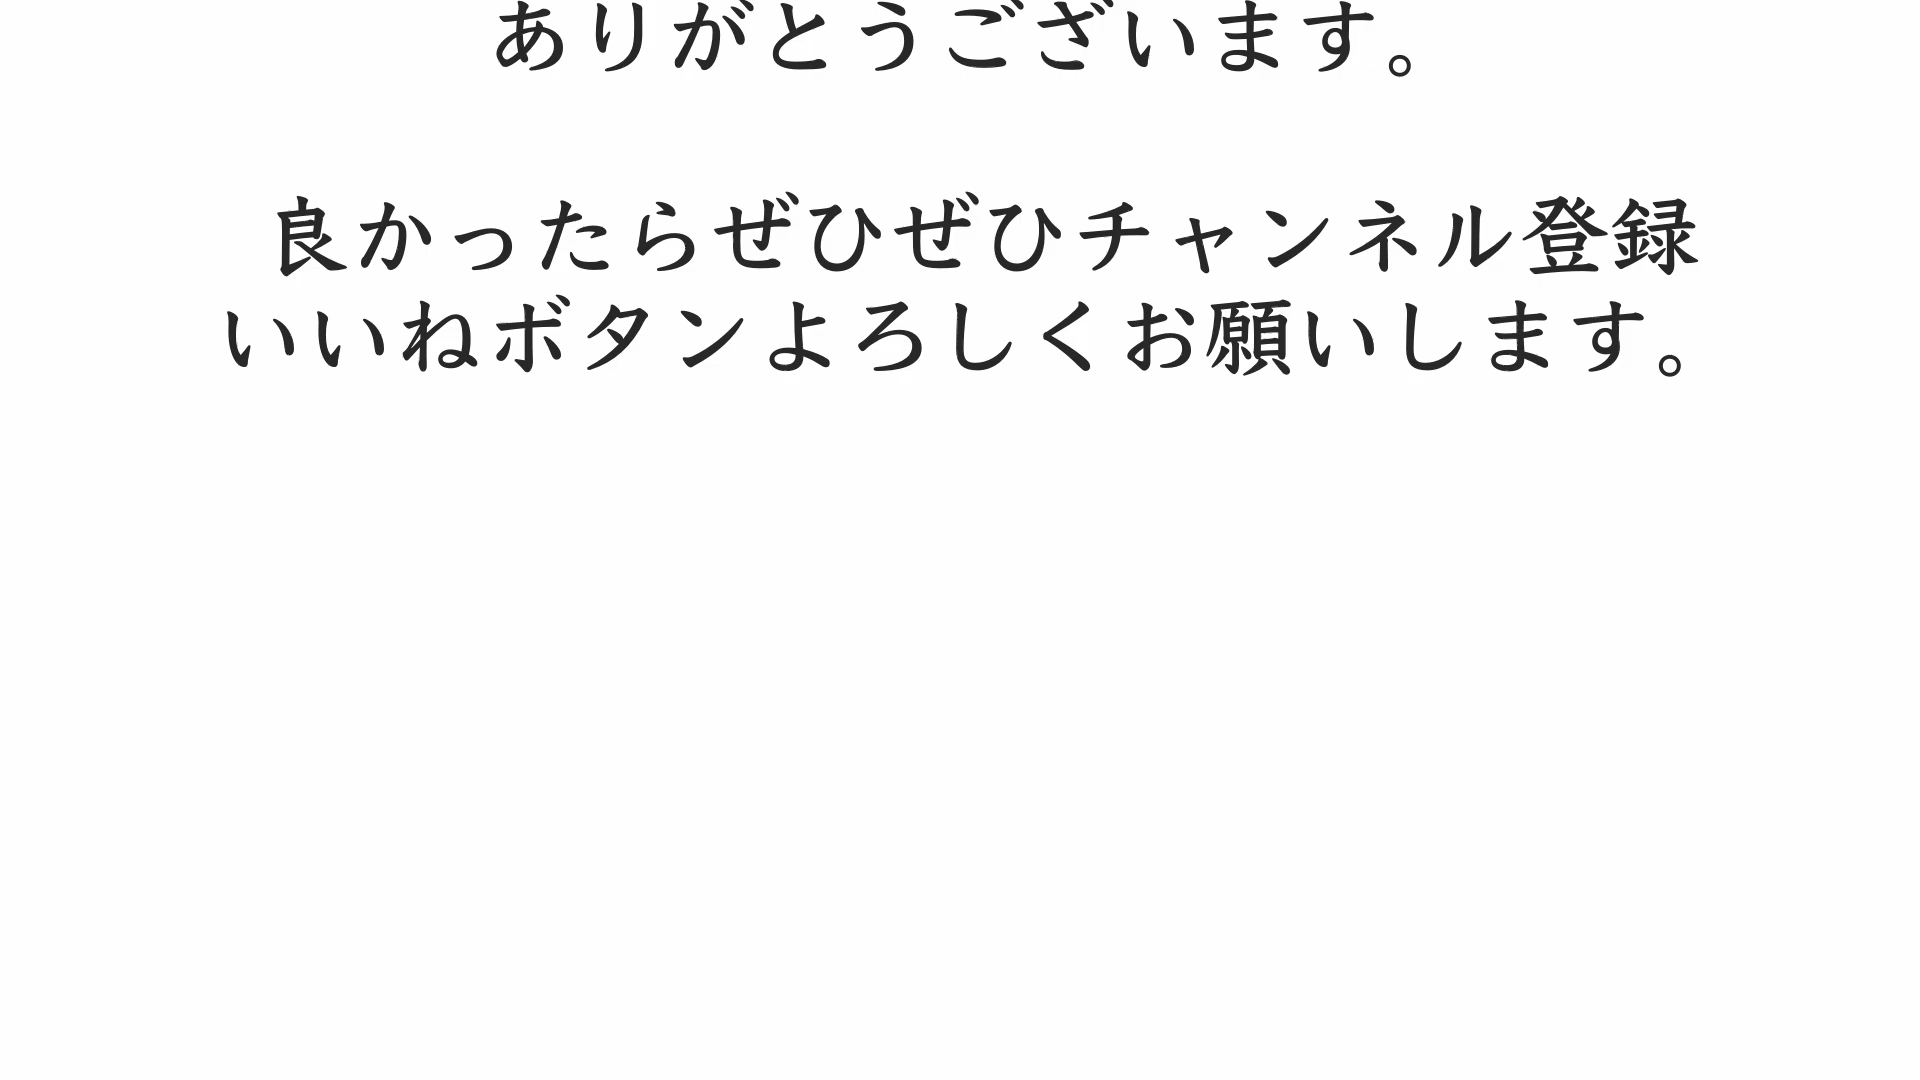 ありがとうございます。
良かったらぜひぜひチャンネル登録
いいねボタンよろしくお願いします。